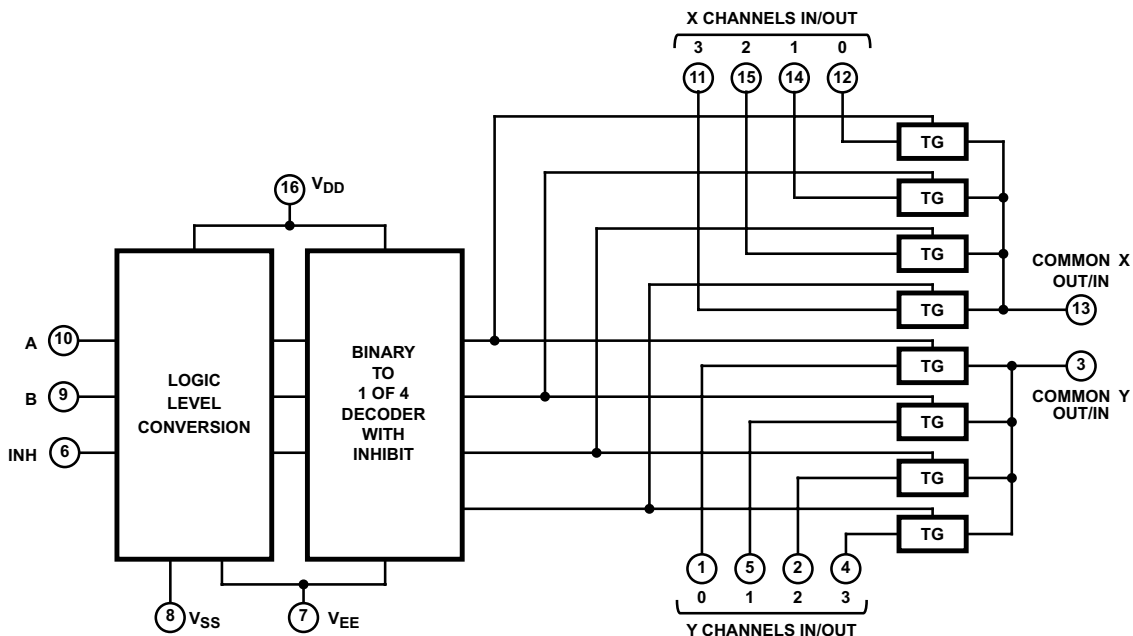 X CHANNELS IN/OUT
3 2 1 0
11 15 14 12
TG
TG
16 VDD
TG
COMMON X
OUT/IN
TG
13
A 10
BINARY
TO
1 OF 4
DECODER
WITH
INHIBIT
LOGIC
LEVEL
CONVERSION
TG
3
COMMON Y
OUT/IN
B 9
TG
INH 6
TG
TG
1 5 2 4
0 1 2 3
8 VSS
7 VEE
Y CHANNELS IN/OUT